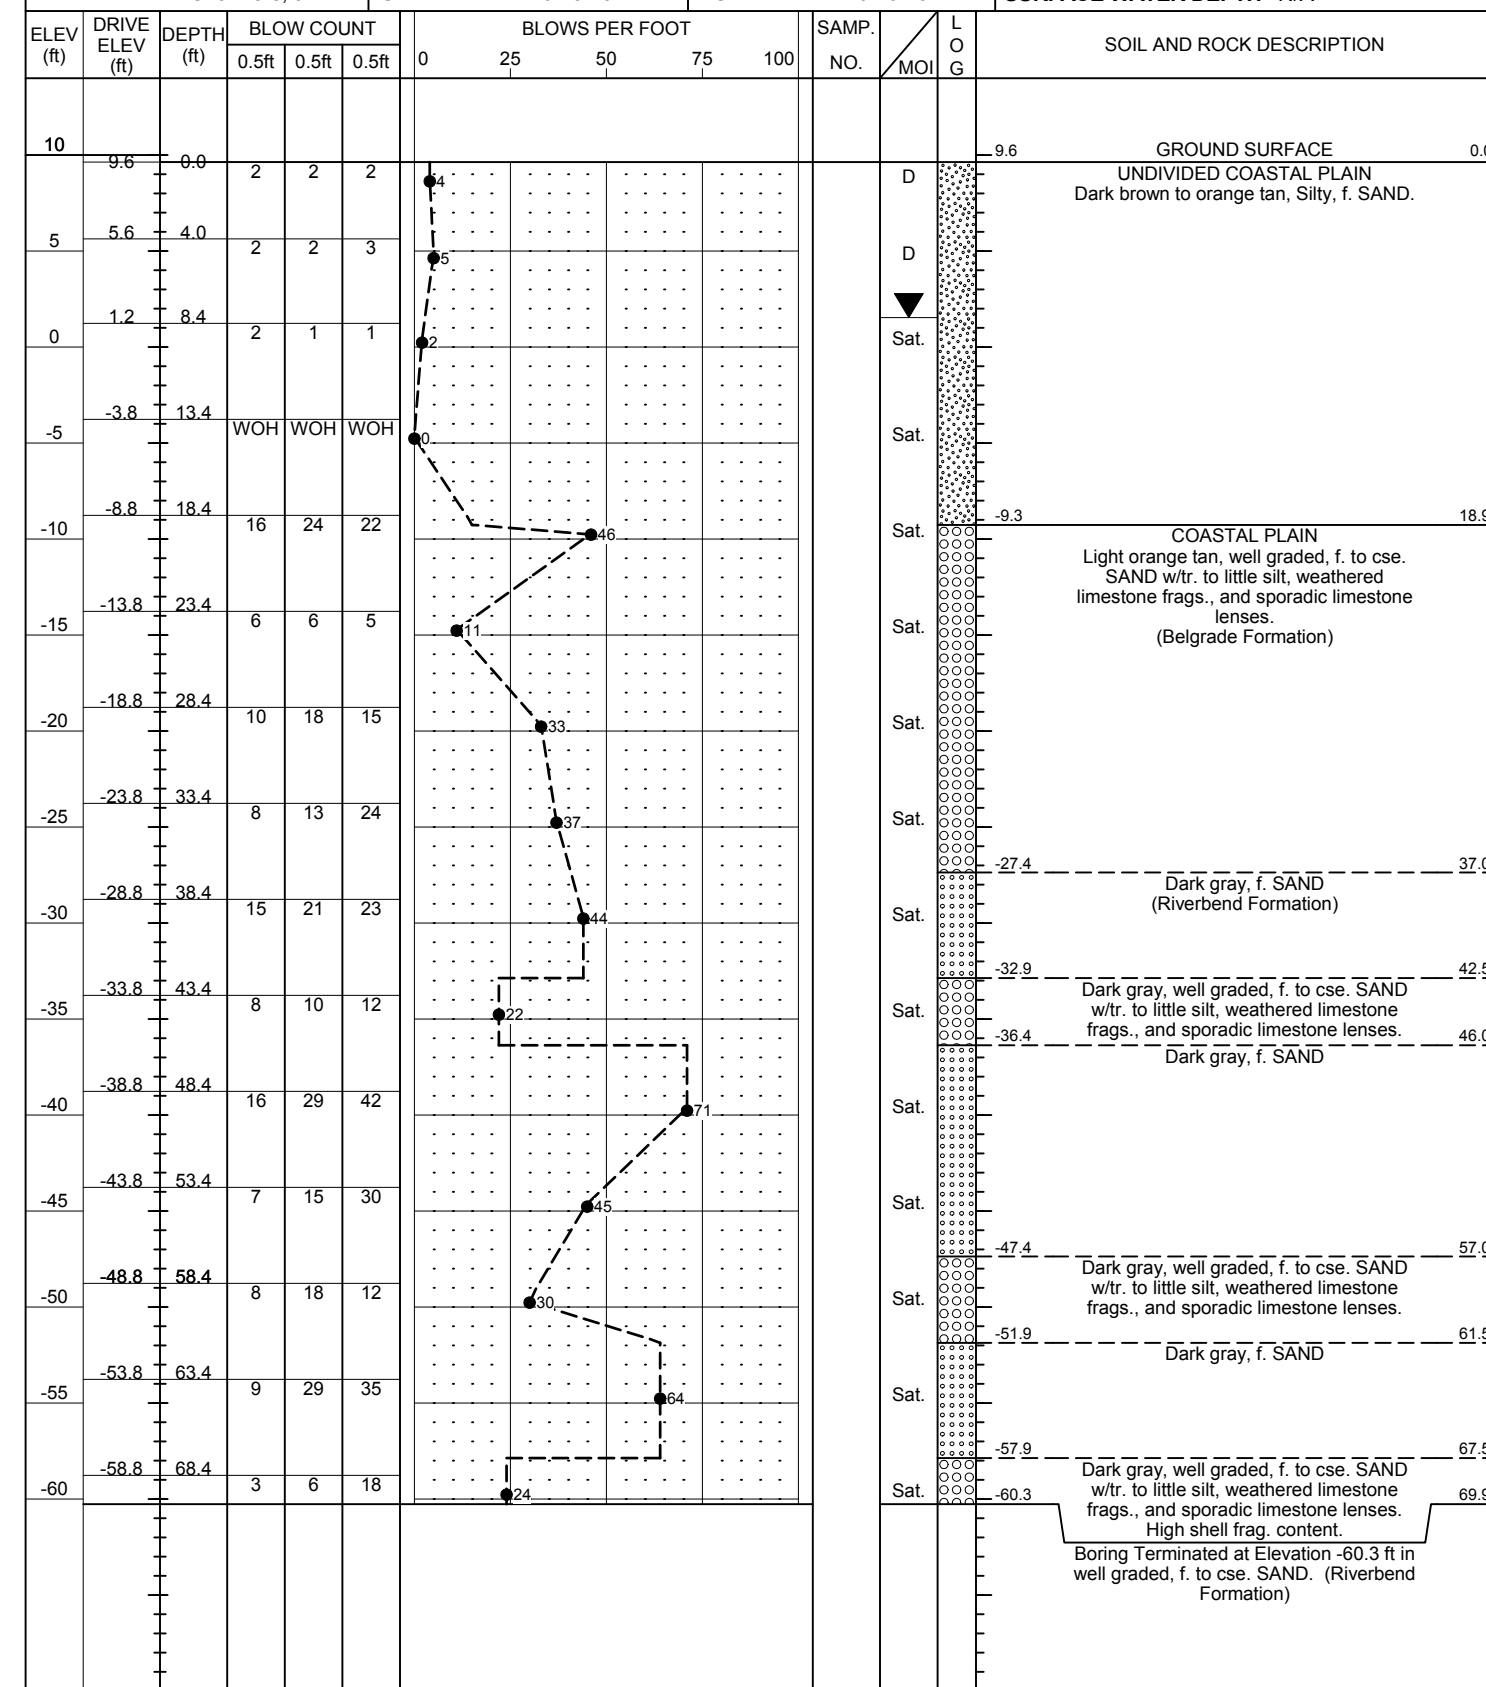 ELEV (ft) DRIVE ELEV (ft) DEPTH (ft) BLOW COUNT BLOWS PER FOOT SAMP. NO. MOI L O G SOIL AND ROCK DESCRIPTION
0.5ft 0.5ft 0.5ft 0 25 50 75 100
10
9.6 GROUND SURFACE
9.6 0.0 2 2 2 4 D
UNDIVIDED COASTAL PLAIN
Dark brown to orange tan, Silty, f. SAND.
5
5.6 4.0 2 2 3 5 D
0
1.2 8.4 2 1 1 2 Sat.
-5
-3.8 13.4 WOH WOH WOH 0 Sat.
-10
-8.8 18.4 16 24 22 46 Sat.
-9.3 18.9
COASTAL PLAIN
Light orange tan, well graded, f. to cse.
SAND w/tr. to little silt, weathered
limestone frags., and sporadic limestone
lenses.
(Belgrade Formation)
-15
-13.8 23.4 6 6 5 11 Sat.
-20
-18.8 28.4 10 18 15 33 Sat.
-25
-23.8 33.4 8 13 24 37 Sat.
-27.4 37.0
Dark gray, f. SAND
(Riverbend Formation)
-30
-28.8 38.4 15 21 23 44 Sat.
-32.9 42.5
Dark gray, well graded, f. to cse. SAND
w/tr. to little silt, weathered limestone
frags., and sporadic limestone lenses.
-35
-33.8 43.4 8 10 12 22 Sat.
-36.4 46.0
Dark gray, f. SAND
-40
-38.8 48.4 16 29 42 71 Sat.
-45
-43.8 53.4 7 15 30 45 Sat.
-47.4 57.0
Dark gray, well graded, f. to cse. SAND
w/tr. to little silt, weathered limestone
frags., and sporadic limestone lenses.
-50
-48.8 58.4 8 18 12 30 Sat.
-51.9 61.5
Dark gray, f. SAND
-55
-53.8 63.4 9 29 35 64 Sat.
-57.9 67.5
Dark gray, well graded, f. to cse. SAND
w/tr. to little silt, weathered limestone
frags., and sporadic limestone lenses.
High shell frag. content.
-60
-58.8 68.4 3 6 18 24 Sat.
-60.3 69.9
Boring Terminated at Elevation -60.3 ft in
well graded, f. to cse. SAND. (Riverbend
Formation)